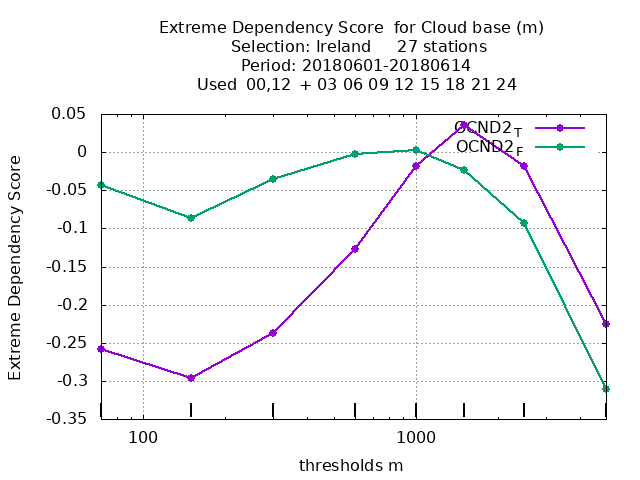 Extreme Dependency Score  for Cloud base (m)
Selection: Ireland     27 stations
Period: 20180601-20180614
Used  00,12  + 03 06 09 12 15 18 21 24
OCND2T
OCND2F
Extreme Dependency Score
0.05
0
-0.05
-0.1
-0.15
-0.2
-0.25
-0.3
-0.35
100
1000
thresholds m